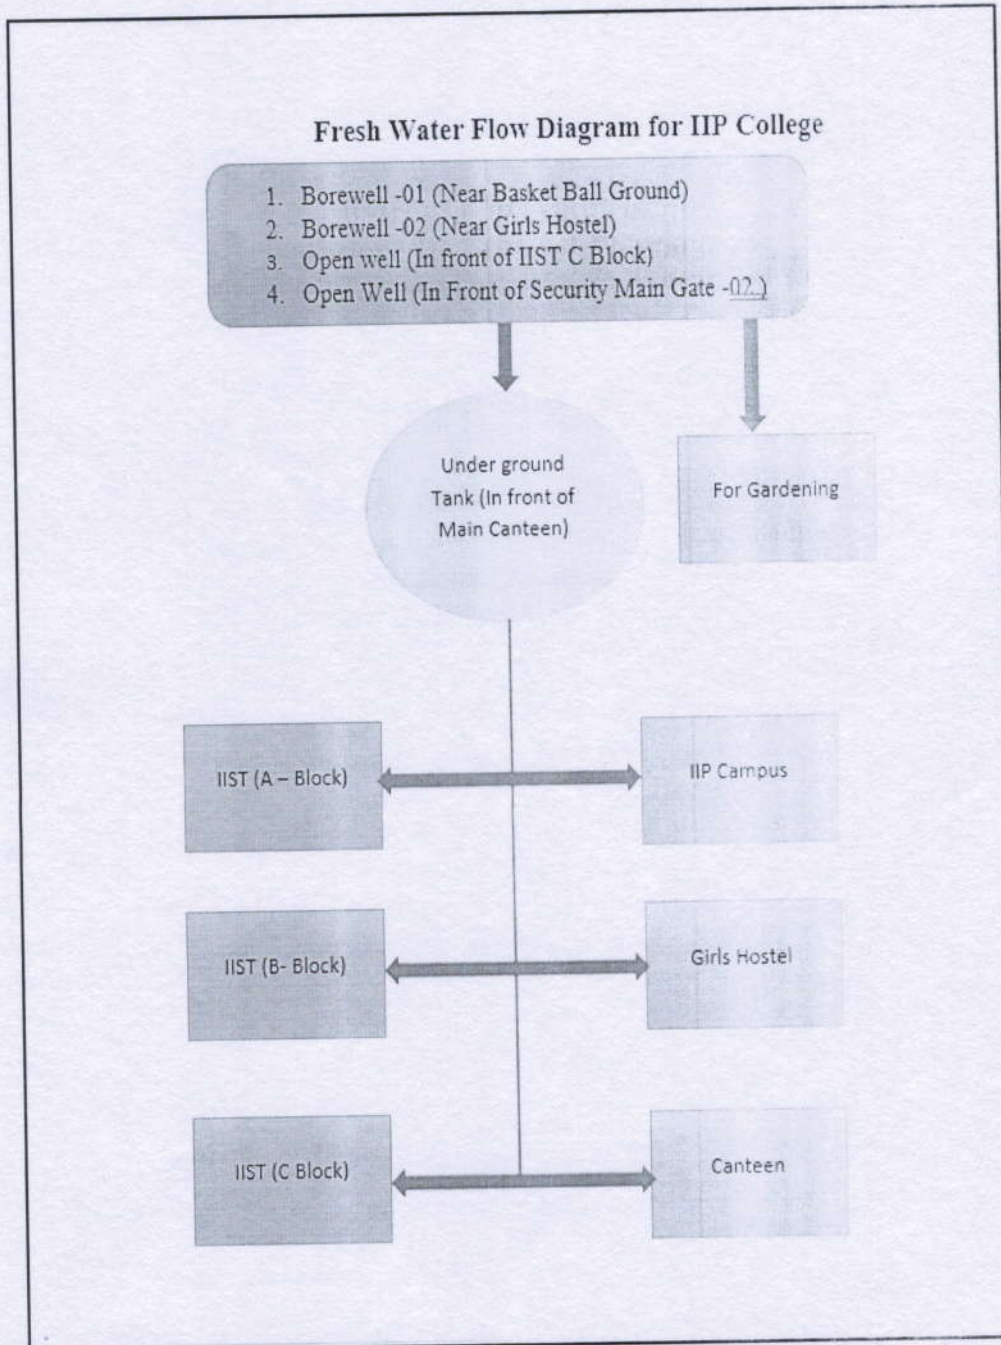 Fresh Water Flow Diagram for IIP College
1. Borewell -01 (Near Basket Ball Ground)
2. Borewell -02 (Near Girls Hostel)
3. Open well (In front of IIST C Block)
4. Open Well (In Front of Security Main Gate -02.)
Under ground
Tank (In front of
Main Canteen)
For Gardening
IIST (A – Block)
IIP Campus
IIST (B- Block)
Girls Hostel
IIST (C Block)
Canteen